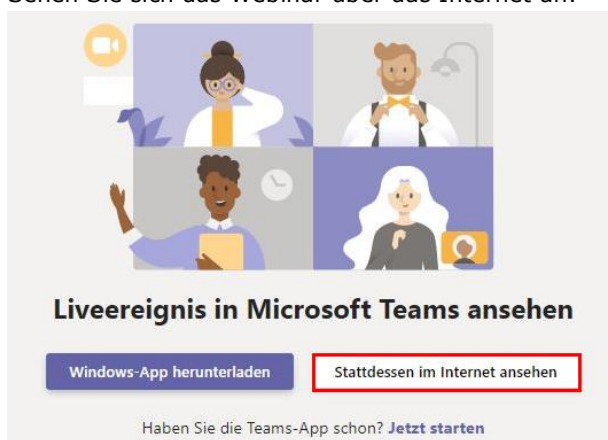 Sehen Sie sich das Webinar über das Internet an:
Liveereignis in Microsoft Teams ansehen
Windows-App herunterladen
Stattdessen im Internet ansehen
Haben Sie die Teams-App schon? Jetzt starten